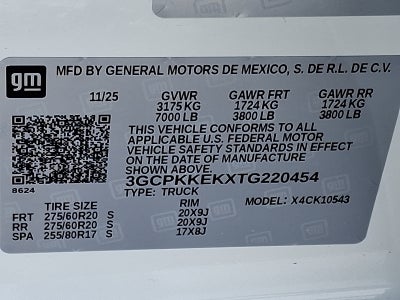 gm
MFD BY GENERAL MOTORS DE MEXICO, S. DE R.L. DE C.V.
11/25 GVWR GAWR FRT GAWR RR
3175 KG 1724 KG 1724 KG
7000 LB 3800 LB 3800 LB
THIS VEHICLE CONFORMS TO ALL
APPLICABLE U.S. FEDERAL MOTOR
VEHICLE SAFETY STANDARDS IN EFFECT
ON THE DATE OF MANUFACTURE
SHOWN ABOVE.
3GCPKKEKXTG220454
8624
TYPE: TRUCK
TIRE SIZE RIM MODEL: X4CK10543
FRT 275/60R20 S 20X9J
RR 275/60R20 S 20X9J
SPA 255/80R17 S 17X8J